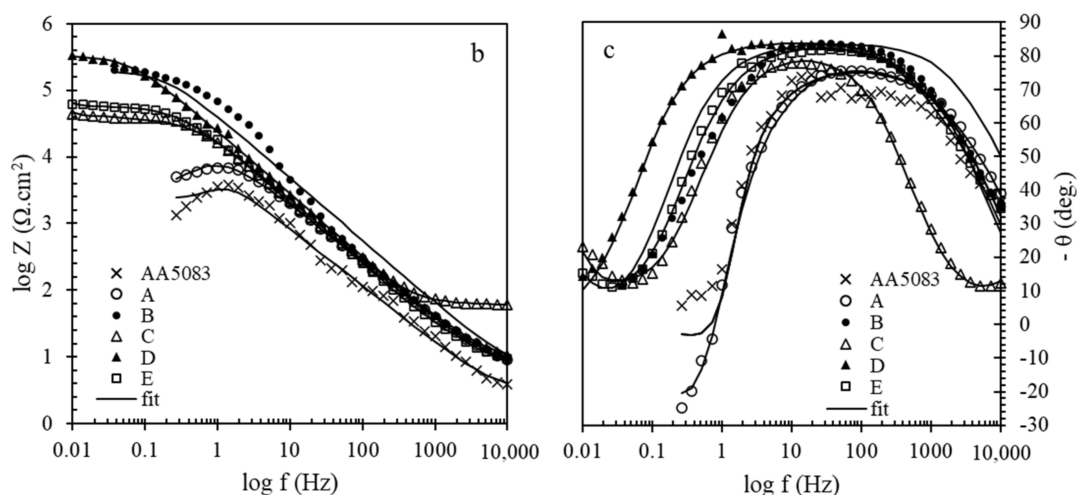 b
log Z (Ω.cm²)
6
5
4
3
2
1
0
× AA5083
A
B
C
D
E
fit
0.01 0.1 1 10 100 1000 10,000
log f (Hz)
c
90
80
70
60
50
40
30
20
10
0
-10
-20
-30
- θ (deg.)
AA5083
A
B
C
D
E
fit
0.01 0.1 1 10 100 1000 10,000
log f (Hz)